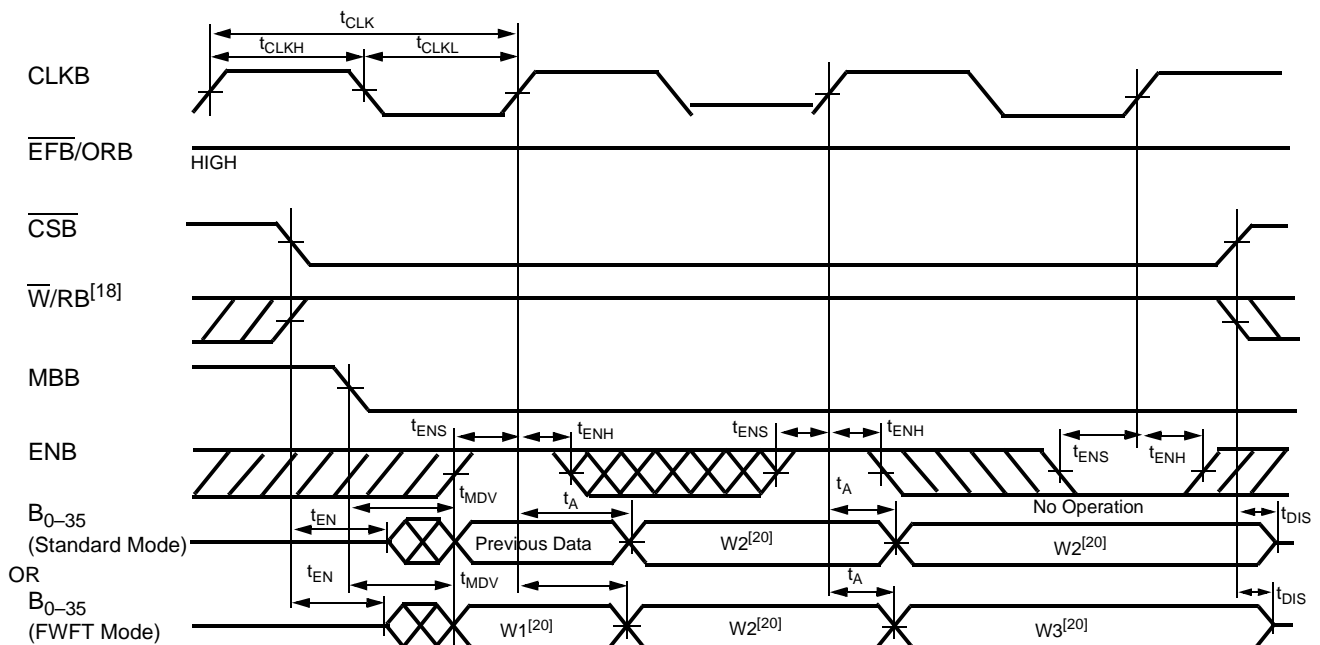 tCLK
tCLKH tCLKL
CLKB
EFB/ORB
HIGH
CSB
W/RB[18]
MBB
tENS tENH tENS tENH
ENB
tENS tENH
tMDV tA tA No Operation
B0–35
tEN tDIS
(Standard Mode) Previous Data W2[20] W2[20]
OR
tEN tMDV tA
B0–35
tDIS
(FWFT Mode) W1[20] W2[20] W3[20]